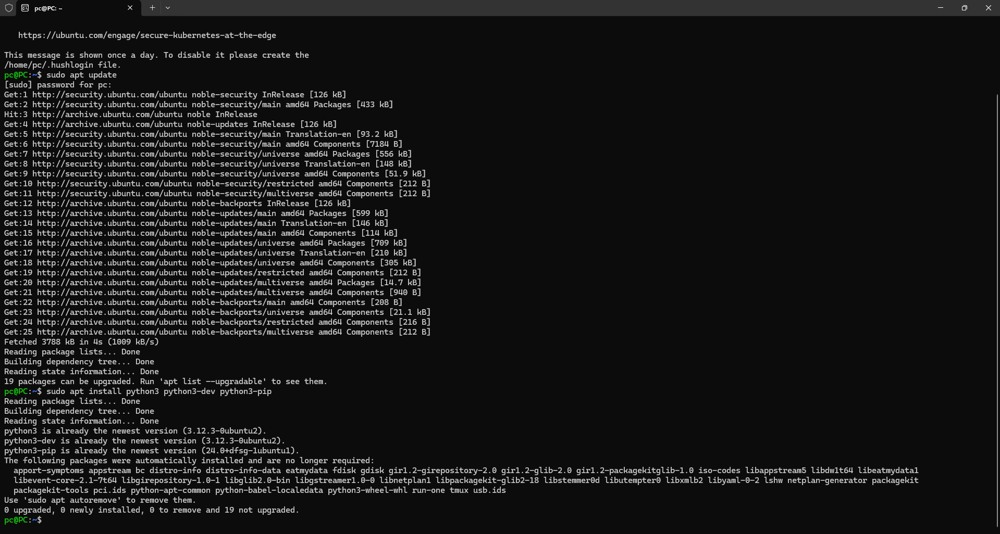 pc@PC: ~
https://ubuntu.com/engage/secure-kubernetes-at-the-edge
This message is shown once a day. To disable it please create the
/home/pc/.hushlogin file.
pc@PC:~$ sudo apt update
[sudo] password for pc:
Get:1 http://security.ubuntu.com/ubuntu noble-security InRelease [126 kB]
Get:2 http://security.ubuntu.com/ubuntu noble-security/main amd64 Packages [433 kB]
Hit:3 http://archive.ubuntu.com/ubuntu noble InRelease
Get:4 http://archive.ubuntu.com/ubuntu noble-updates InRelease [126 kB]
Get:5 http://security.ubuntu.com/ubuntu noble-security/main Translation-en [93.2 kB]
Get:6 http://security.ubuntu.com/ubuntu noble-security/main amd64 Components [7184 B]
Get:7 http://security.ubuntu.com/ubuntu noble-security/universe amd64 Packages [556 kB]
Get:8 http://security.ubuntu.com/ubuntu noble-security/universe Translation-en [148 kB]
Get:9 http://security.ubuntu.com/ubuntu noble-security/universe amd64 Components [51.9 kB]
Get:10 http://security.ubuntu.com/ubuntu noble-security/restricted amd64 Components [212 B]
Get:11 http://security.ubuntu.com/ubuntu noble-security/multiverse amd64 Components [212 B]
Get:12 http://archive.ubuntu.com/ubuntu noble-backports InRelease [126 kB]
Get:13 http://archive.ubuntu.com/ubuntu noble-updates/main amd64 Packages [599 kB]
Get:14 http://archive.ubuntu.com/ubuntu noble-updates/main Translation-en [146 kB]
Get:15 http://archive.ubuntu.com/ubuntu noble-updates/main amd64 Components [114 kB]
Get:16 http://archive.ubuntu.com/ubuntu noble-updates/universe amd64 Packages [709 kB]
Get:17 http://archive.ubuntu.com/ubuntu noble-updates/universe Translation-en [210 kB]
Get:18 http://archive.ubuntu.com/ubuntu noble-updates/universe amd64 Components [305 kB]
Get:19 http://archive.ubuntu.com/ubuntu noble-updates/restricted amd64 Components [212 B]
Get:20 http://archive.ubuntu.com/ubuntu noble-updates/multiverse amd64 Packages [14.7 kB]
Get:21 http://archive.ubuntu.com/ubuntu noble-updates/multiverse amd64 Components [940 B]
Get:22 http://archive.ubuntu.com/ubuntu noble-backports/main amd64 Components [208 B]
Get:23 http://archive.ubuntu.com/ubuntu noble-backports/universe amd64 Components [21.1 kB]
Get:24 http://archive.ubuntu.com/ubuntu noble-backports/restricted amd64 Components [216 B]
Get:25 http://archive.ubuntu.com/ubuntu noble-backports/multiverse amd64 Components [212 B]
Fetched 3788 kB in 4s (1009 kB/s)
Reading package lists... Done
Building dependency tree... Done
Reading state information... Done
19 packages can be upgraded. Run 'apt list --upgradable' to see them.
pc@PC:~$ sudo apt install python3 python3-dev python3-pip
Reading package lists... Done
Building dependency tree... Done
Reading state information... Done
python3 is already the newest version (3.12.3-0ubuntu2).
python3-dev is already the newest version (3.12.3-0ubuntu2).
python3-pip is already the newest version (24.0+dfsg-1ubuntu1).
The following packages were automatically installed and are no longer required:
apport-symptoms appstream bc distro-info distro-info-data eatmydata fdisk gdisk gir1.2-girepository-2.0 gir1.2-glib-2.0 gir1.2-packagekitglib-1.0 iso-codes libappstream5 libdw1t64 libeatmydata1
libevent-core-2.1-7t64 libgirepository-1.0-1 libglib2.0-bin libgstreamer1.0-0 libnetplan1 libpackagekit-glib2-18 libstemmer0d libutempter0 libxmlb2 libyaml-0-2 lshw netplan-generator packagekit
packagekit-tools pci.ids python-apt-common python-babel-localedata python3-wheel-whl run-one tmux usb.ids
Use 'sudo apt autoremove' to remove them.
0 upgraded, 0 newly installed, 0 to remove and 19 not upgraded.
pc@PC:~$